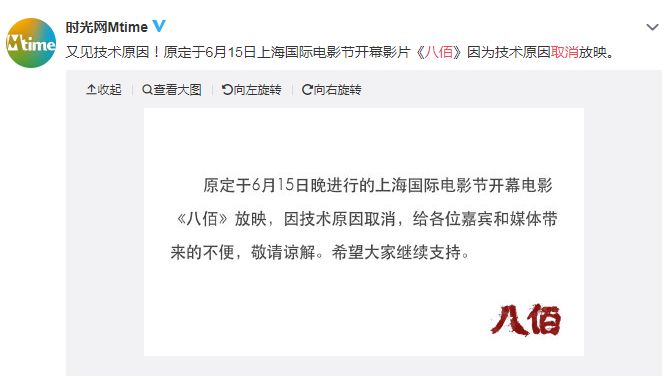 时光网Mtime
Mtime
又见技术原因！原定于6月15日上海国际电影节开幕影片《八佰》因为技术原因取消放映。
收起 查看大图 向左旋转 向右旋转
原定于6月15日晚进行的上海国际电影节开幕电影
《八佰》放映，因技术原因取消，给各位嘉宾和媒体带
来的不便，敬请谅解。希望大家继续支持。
八佰